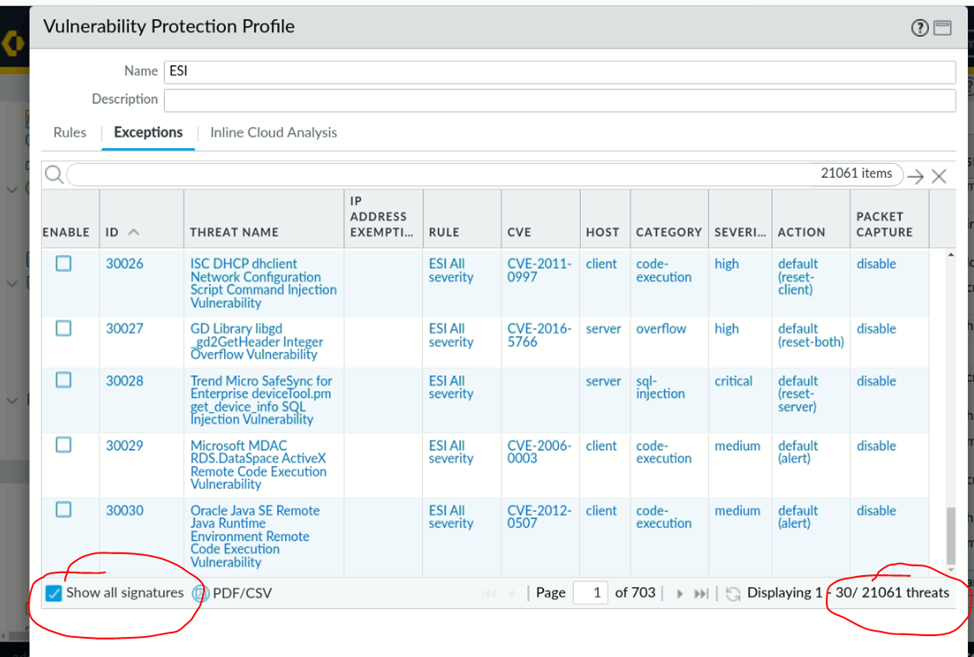 Vulnerability Protection Profile
Name ESI
Description
Rules Exceptions Inline Cloud Analysis
21061 items
ENABLE ID THREAT NAME IP ADDRESS EXEMPTI... RULE CVE HOST CATEGORY SEVERI... ACTION PACKET CAPTURE
30026 ISC DHCP dhclient Network Configuration Script Command Injection Vulnerability ESI All severity CVE-2011-0997 client code-execution high default (reset-client) disable
30027 GD Library libgd _gd2GetHeader Integer Overflow Vulnerability ESI All severity CVE-2016-5766 server overflow high default (reset-both) disable
30028 Trend Micro SafeSync for Enterprise deviceTool.pm get_device_info SQL Injection Vulnerability ESI All severity server sql-injection critical default (reset-server) disable
30029 Microsoft MDAC RDS.DataSpace ActiveX Remote Code Execution Vulnerability ESI All severity CVE-2006-0003 client code-execution medium default (alert) disable
30030 Oracle Java SE Remote Java Runtime Environment Remote Code Execution Vulnerability ESI All severity CVE-2012-0507 client code-execution medium default (alert) disable
Show all signatures PDF/CSV Page 1 of 703 Displaying 1 - 30/ 21061 threats